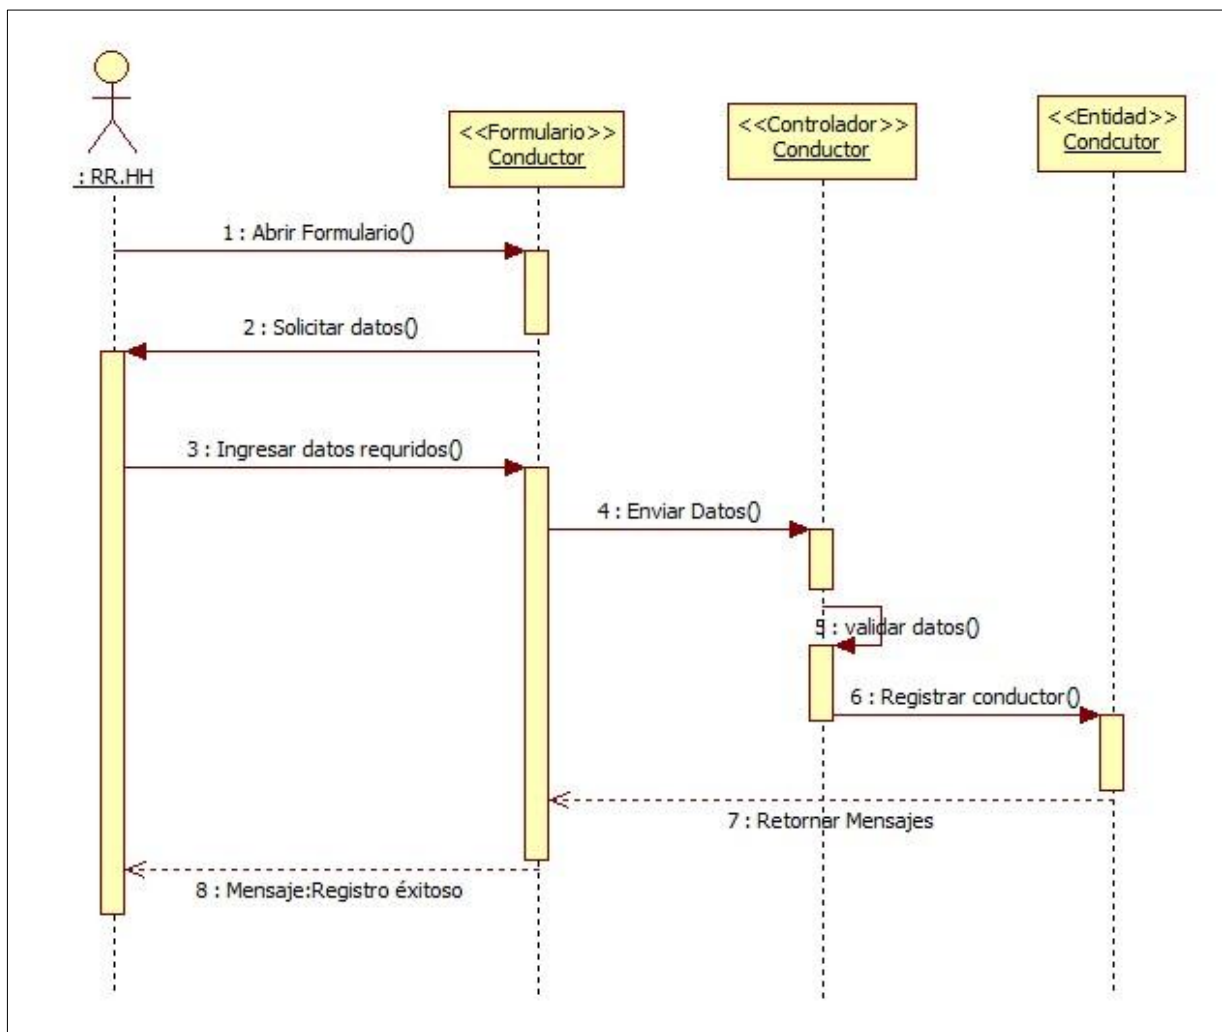 : RR.HH
<<Formulario>>
Conductor
<<Controlador>>
Conductor
<<Entidad>>
Condcutor
1 : Abrir Formulario()
2 : Solicitar datos()
3 : Ingresar datos requridos()
4 : Enviar Datos()
5 : validar datos()
6 : Registrar conductor()
7 : Retornar Mensajes
8 : Mensaje:Registro éxitoso